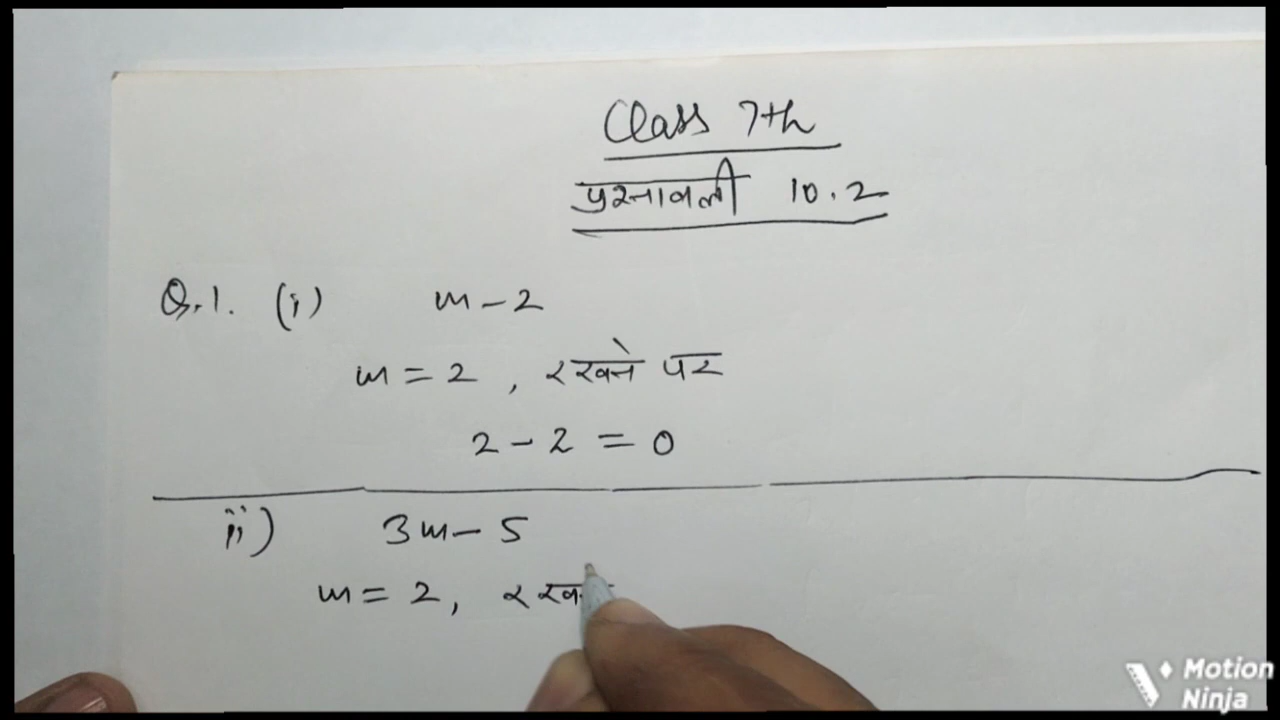 Class 7th
प्रश्नावली 10.2
Q.1. (i) m-2
m = 2, रखने पर
2 - 2 = 0
ii) 3m - 5
m = 2,
Motion
Ninja